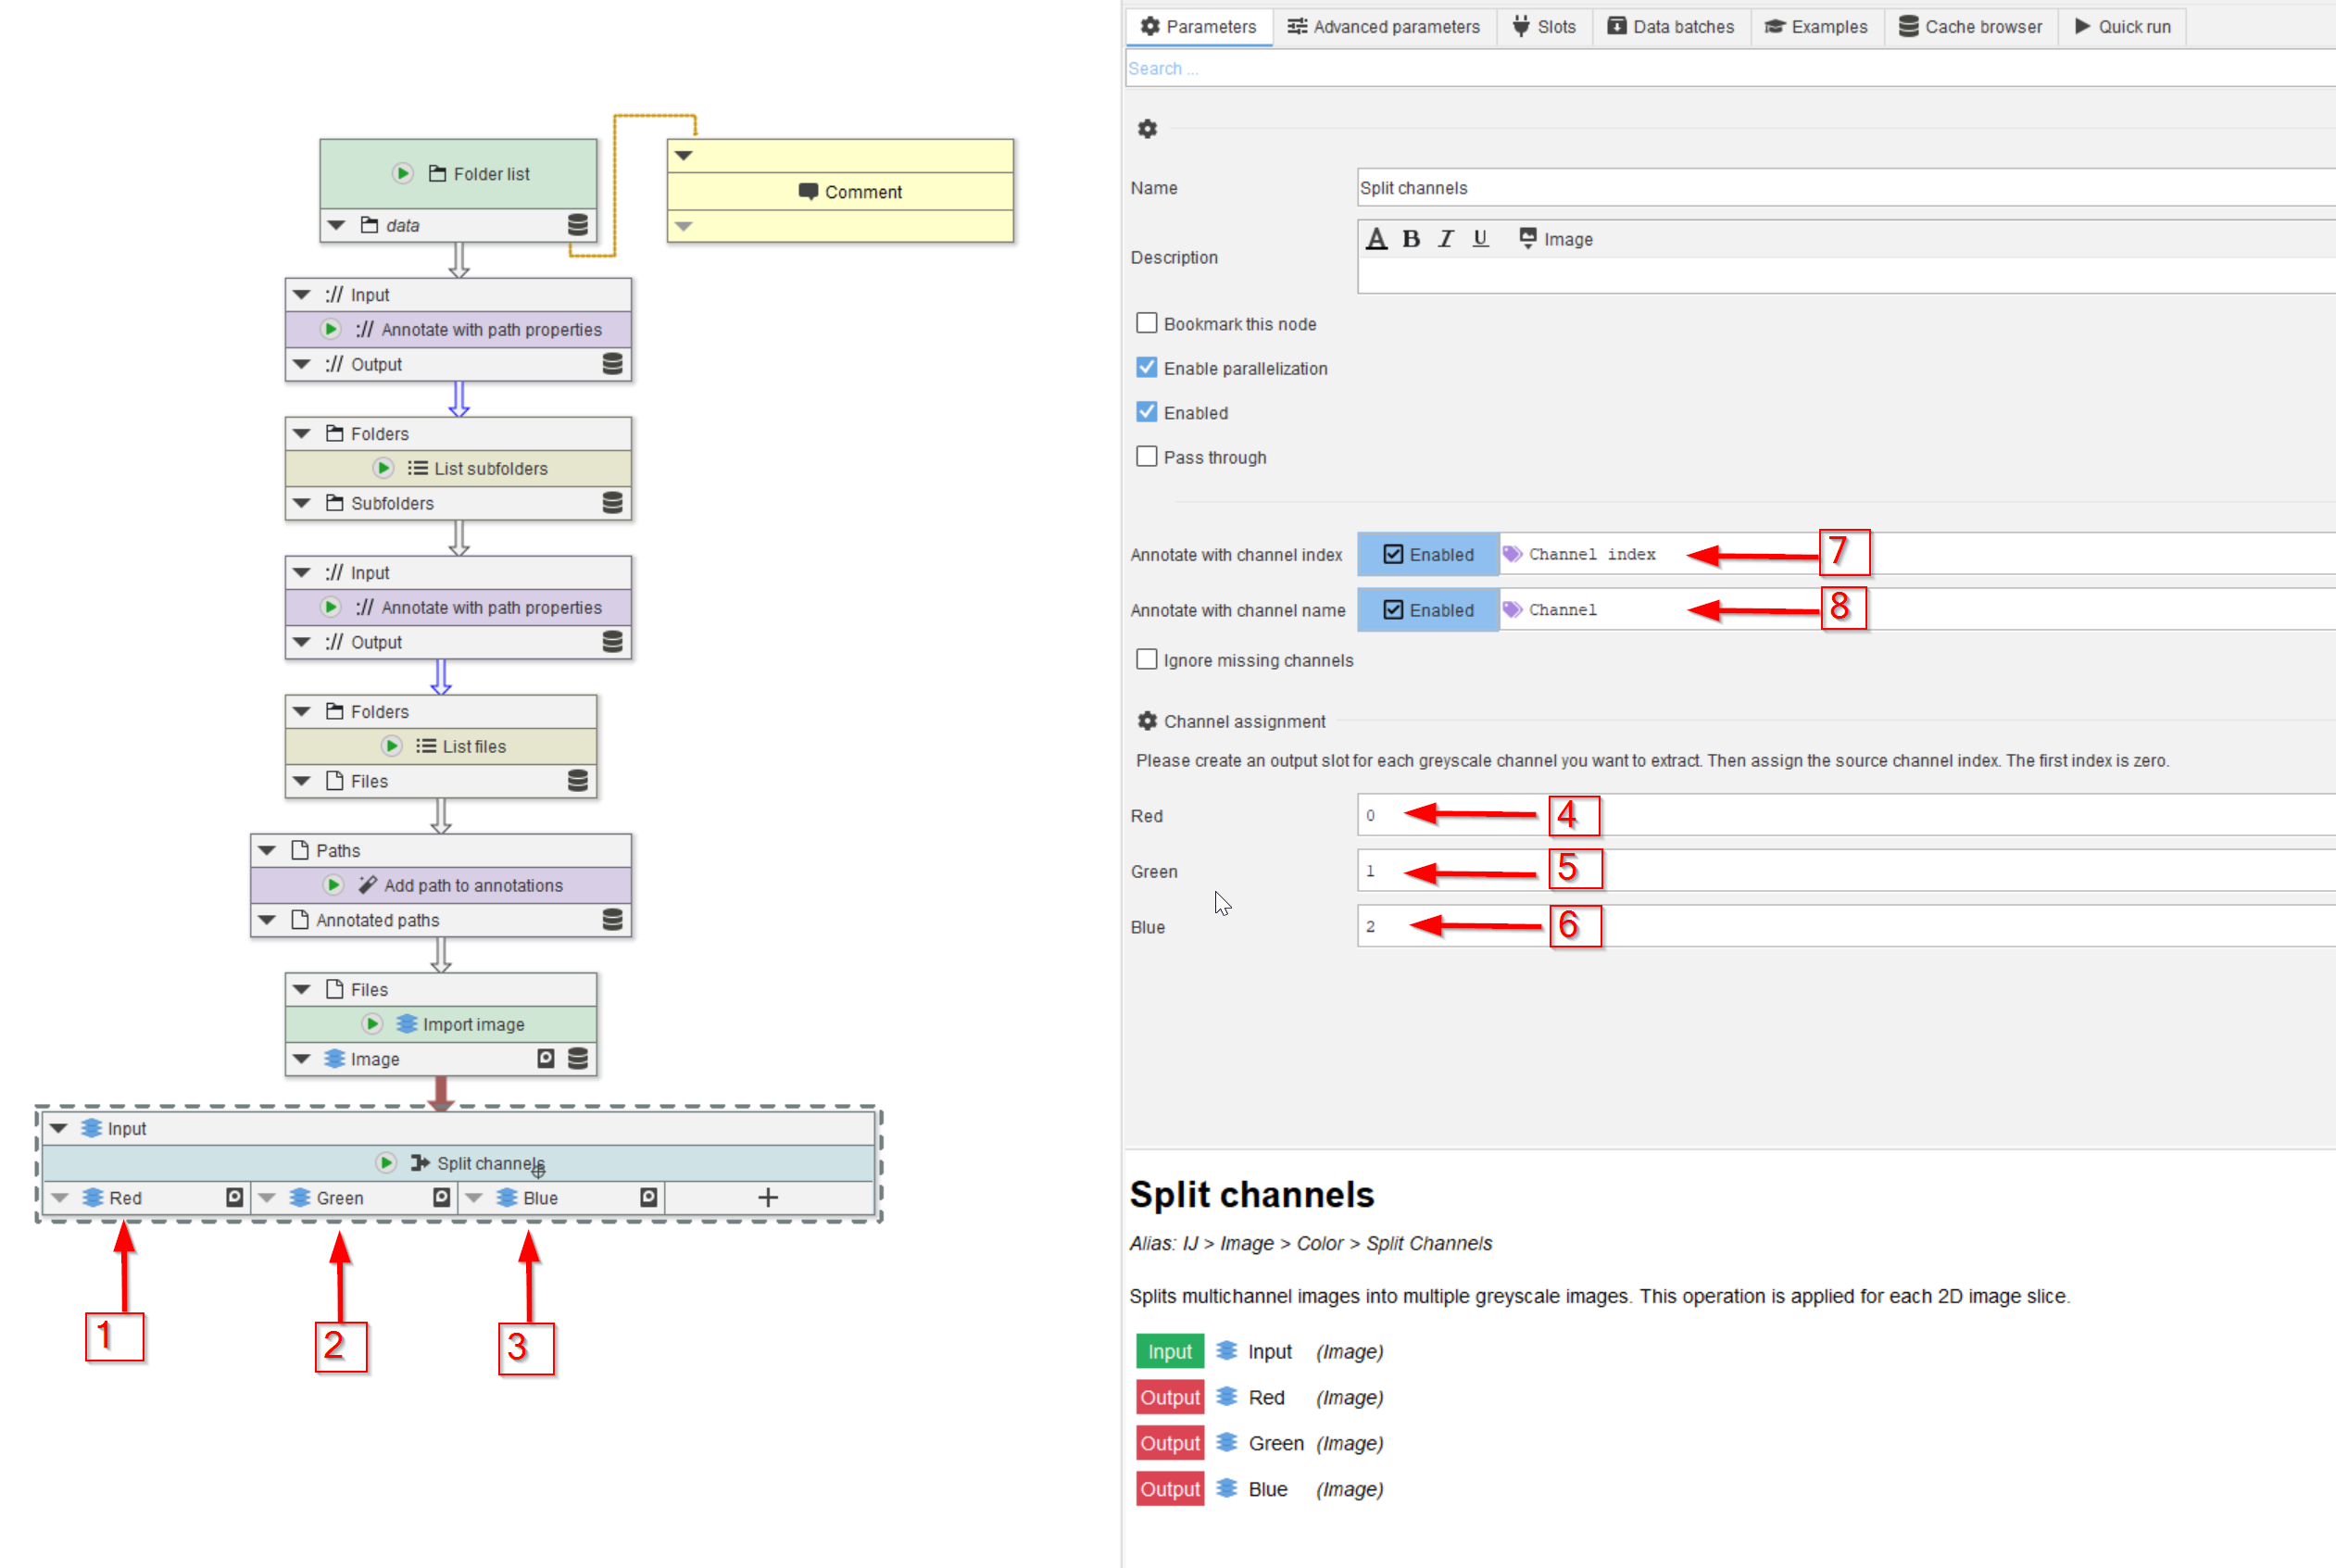 Folder list
data
Comment
:// Input
:// Annotate with path properties
:// Output
Folders
List subfolders
Subfolders
:// Input
:// Annotate with path properties
:// Output
Folders
List files
Files
Paths
Add path to annotations
Annotated paths
Files
Import image
Image
Input
Split channels
Red Green Blue +
1 2 3
Parameters Advanced parameters Slots Data batches Examples Cache browser Quick run
Search ...
Name Split channels
A B I U Image
Description
Bookmark this node
Enable parallelization
Enabled
Pass through
Annotate with channel index Enabled Channel index 7
Annotate with channel name Enabled Channel 8
Ignore missing channels
Channel assignment
Please create an output slot for each greyscale channel you want to extract. Then assign the source channel index. The first index is zero.
Red 0 4
Green 1 5
Blue 2 6
Split channels
Alias: IJ > Image > Color > Split Channels
Splits multichannel images into multiple greyscale images. This operation is applied for each 2D image slice.
Input Input (Image)
Output Red (Image)
Output Green (Image)
Output Blue (Image)